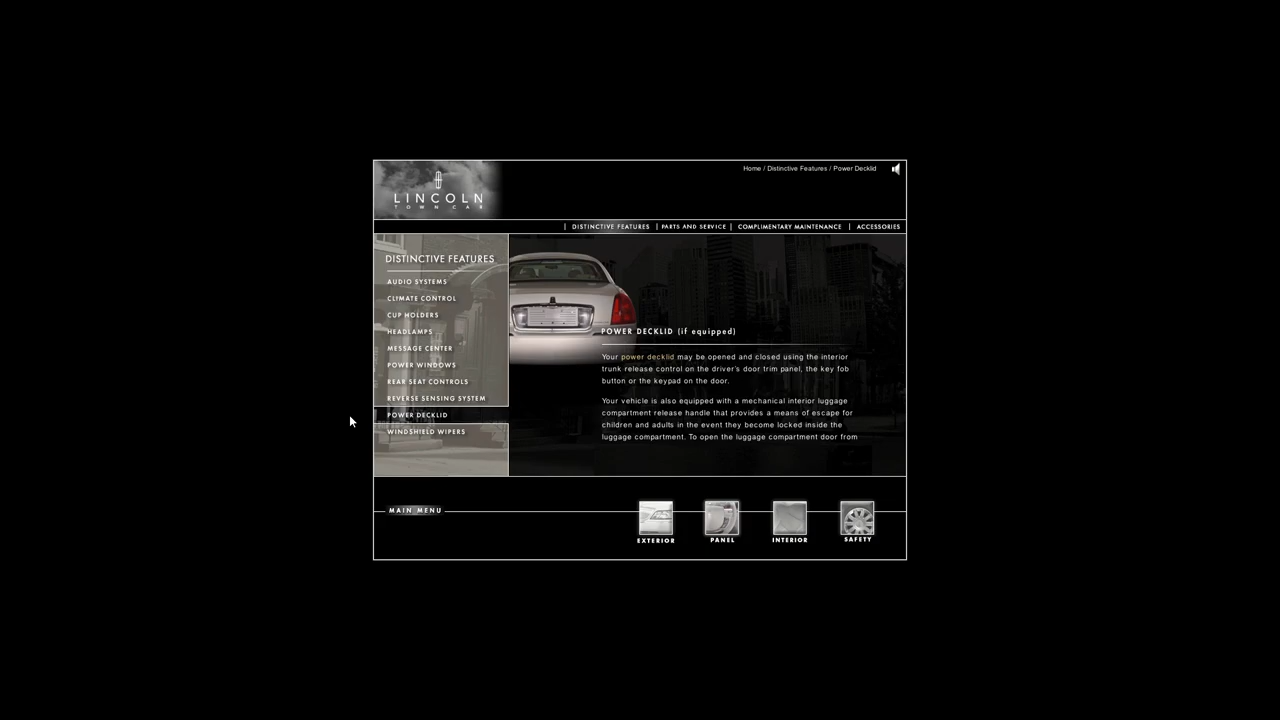 Home / Distinctive Features / Power Decklid
LINCOLN
TOWN CAR
DISTINCTIVE FEATURES | PARTS AND SERVICE | COMPLIMENTARY MAINTENANCE | ACCESSORIES
DISTINCTIVE FEATURES
AUDIO SYSTEMS
CLIMATE CONTROL
CUP HOLDERS
HEADLAMPS
MESSAGE CENTER
POWER WINDOWS
REAR SEAT CONTROLS
REVERSE SENSING SYSTEM
POWER DECKLID
WINDSHIELD WIPERS
POWER DECKLID (if equipped)
Your power decklid may be opened and closed using the interior
trunk release control on the driver's door trim panel, the key fob
button or the keypad on the door.
Your vehicle is also equipped with a mechanical interior luggage
compartment release handle that provides a means of escape for
children and adults in the event they become locked inside the
luggage compartment. To open the luggage compartment door from
MAIN MENU
EXTERIOR
PANEL
INTERIOR
SAFETY